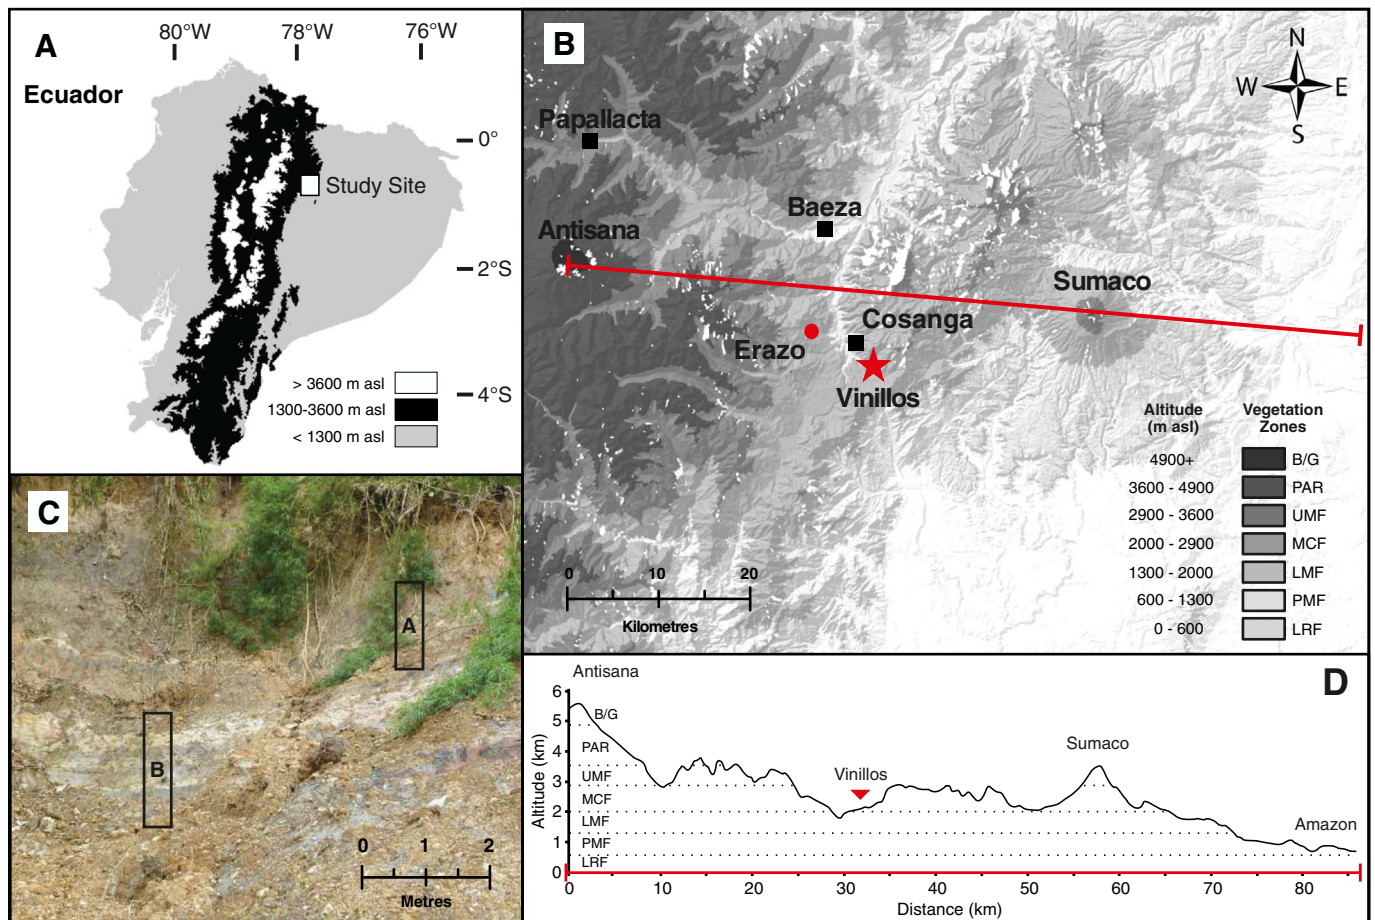 A
80°W
78°W
76°W
Ecuador
0°
Study Site
2°S
4°S
> 3600 m asl
1300-3600 m asl
< 1300 m asl
B
N
W
E
S
Papallacta
Baeza
Antisana
Sumaco
Cosanga
Erazo
Vinillos
Altitude
(m asl)
Vegetation
Zones
4900+
B/G
3600 - 4900
PAR
2900 - 3600
UMF
2000 - 2900
MCF
1300 - 2000
LMF
600 - 1300
PMF
0 - 600
LRF
0
10
20
Kilometres
C
A
B
0
1
2
Metres
D
Antisana
6
5
4
3
2
1
0
Altitude (km)
B/G
PAR
UMF
MCF
LMF
PMF
LRF
Vinillos
Sumaco
Amazon
0
10
20
30
40
50
60
70
80
Distance (km)